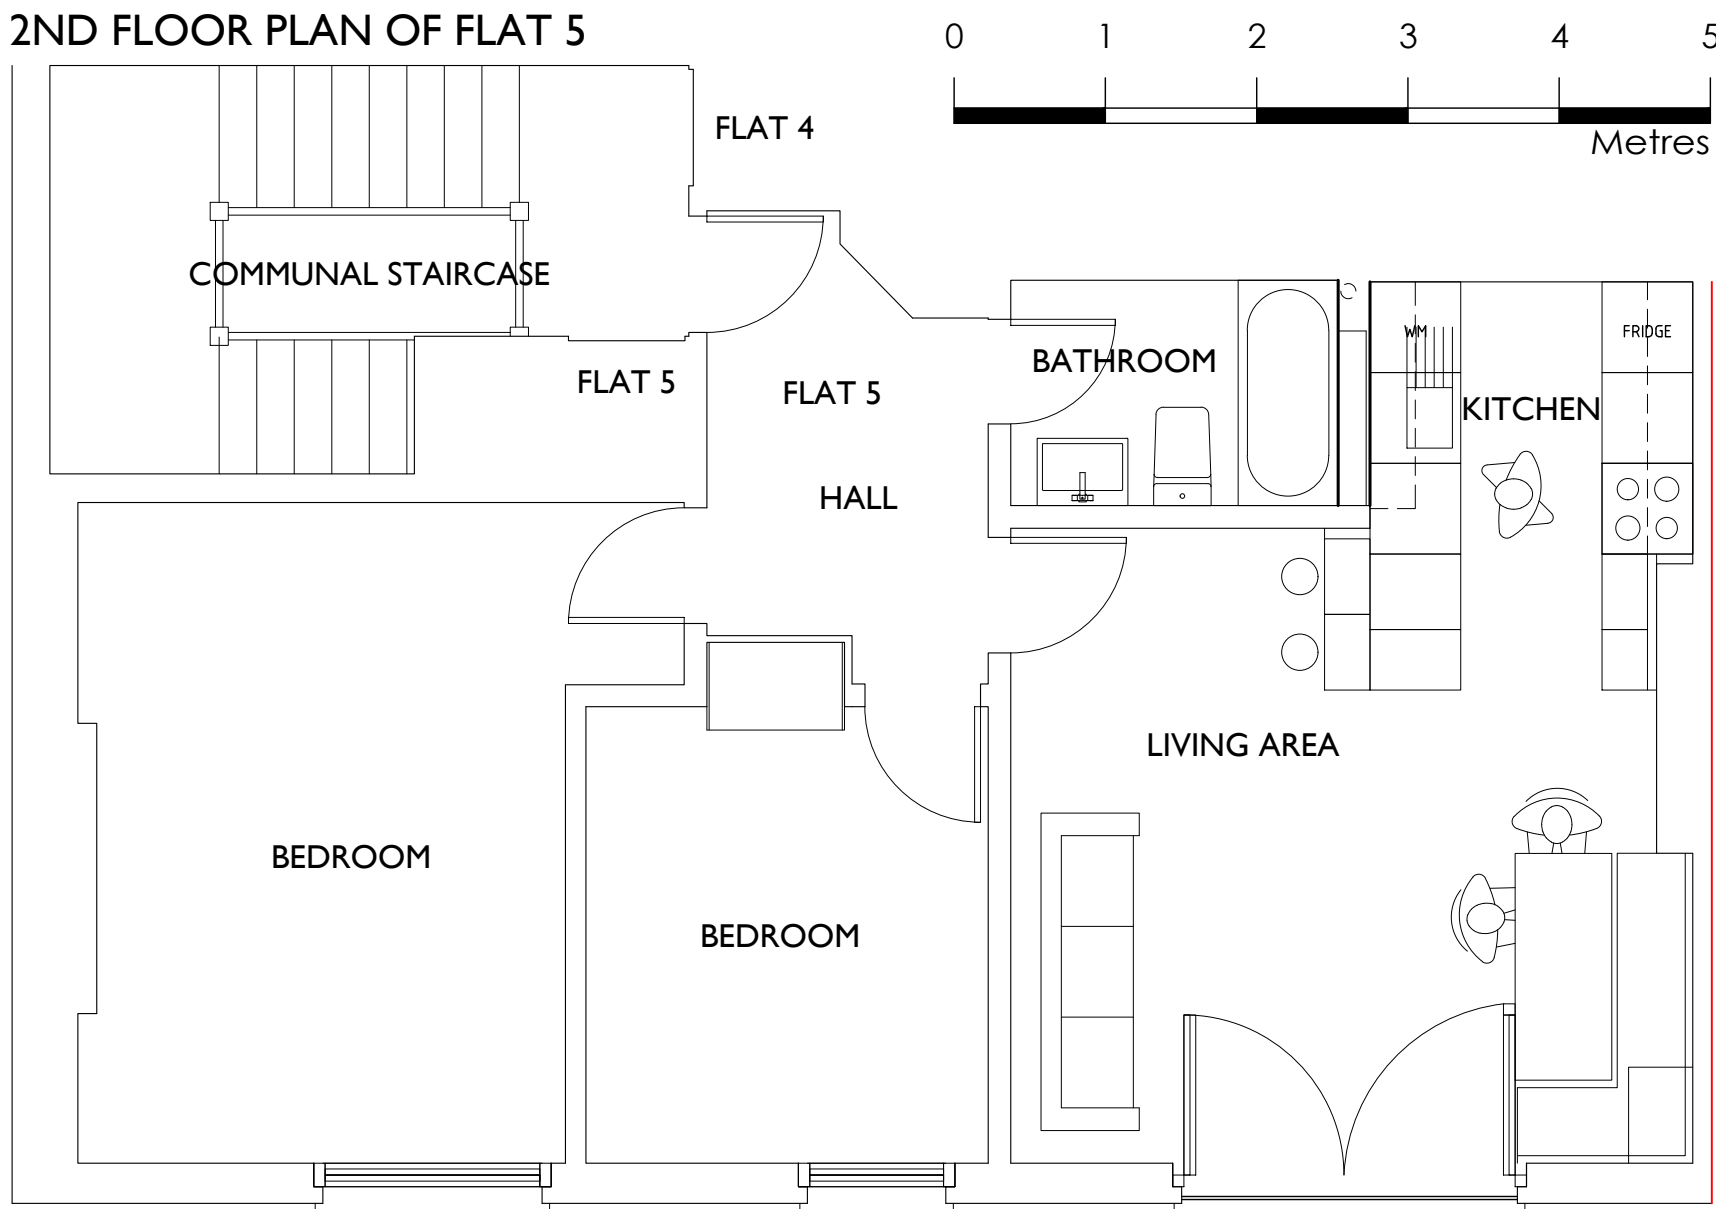 2ND FLOOR PLAN OF FLAT 5
0 1 2 3 4 5
Metres
FLAT 4
COMMUNAL STAIRCASE
FLAT 5
FLAT 5
BATHROOM
WM
FRIDGE
KITCHEN
HALL
LIVING AREA
BEDROOM
BEDROOM